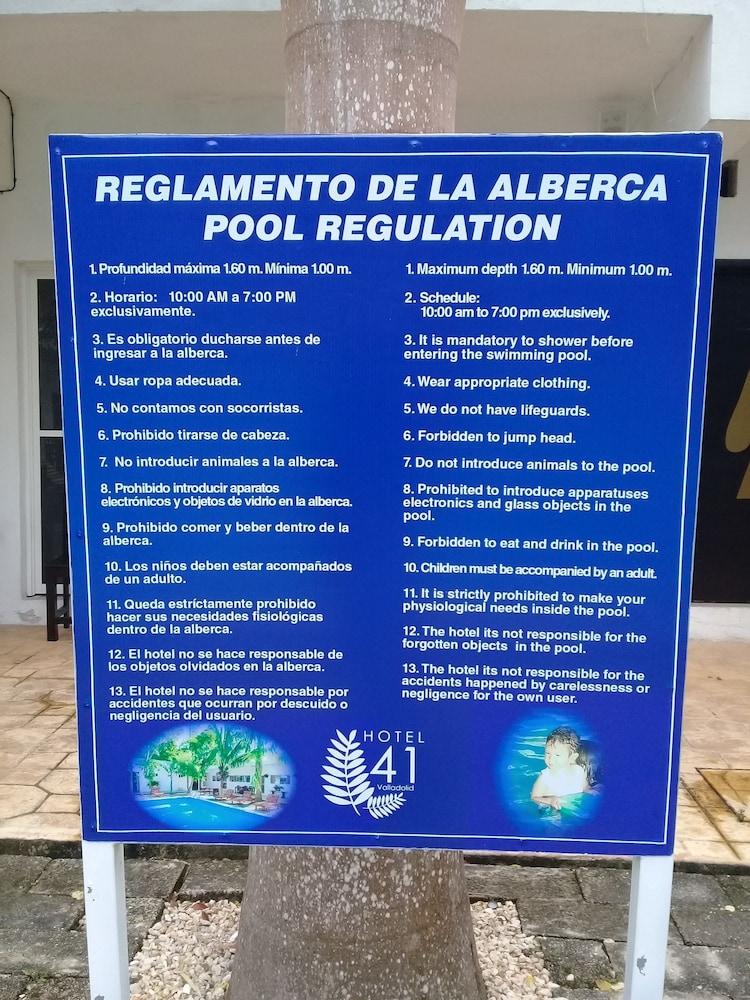 REGLAMENTO DE LA ALBERCA
POOL REGULATION
1. Profundidad máxima 1.60 m. Mínima 1.00 m.
2. Horario: 10:00 AM a 7:00 PM
exclusivamente.
3. Es obligatorio ducharse antes de
ingresar a la alberca.
4. Usar ropa adecuada.
5. No contamos con socorristas.
6. Prohibido tirarse de cabeza.
7. No introducir animales a la alberca.
8. Prohibido introducir aparatos
electrónicos y objetos de vidrio en la alberca.
9. Prohibido comer y beber dentro de la
alberca.
10. Los niños deben estar acompañados
de un adulto.
11. Queda estríctamente prohibido
hacer sus necesidades fisiológicas
dentro de la alberca.
12. El hotel no se hace responsable de
los objetos olvidados en la alberca.
13. El hotel no se hace responsable por
accidentes que ocurran por descuido o
negligencia del usuario.
1. Maximum depth 1.60 m. Minimum 1.00 m.
2. Schedule:
10:00 am to 7:00 pm exclusively.
3. It is mandatory to shower before
entering the swimming pool.
4. Wear appropriate clothing.
5. We do not have lifeguards.
6. Forbidden to jump head.
7. Do not introduce animals to the pool.
8. Prohibited to introduce apparatuses
electronics and glass objects in the
pool.
9. Forbidden to eat and drink in the pool.
10. Children must be accompanied by an adult.
11. It is strictly prohibited to make your
physiological needs inside the pool.
12. The hotel its not responsible for the
forgotten objects in the pool.
13. The hotel its not responsible for the
accidents happened by carelessness or
negligence for the own user.
HOTEL
41
Valladolid